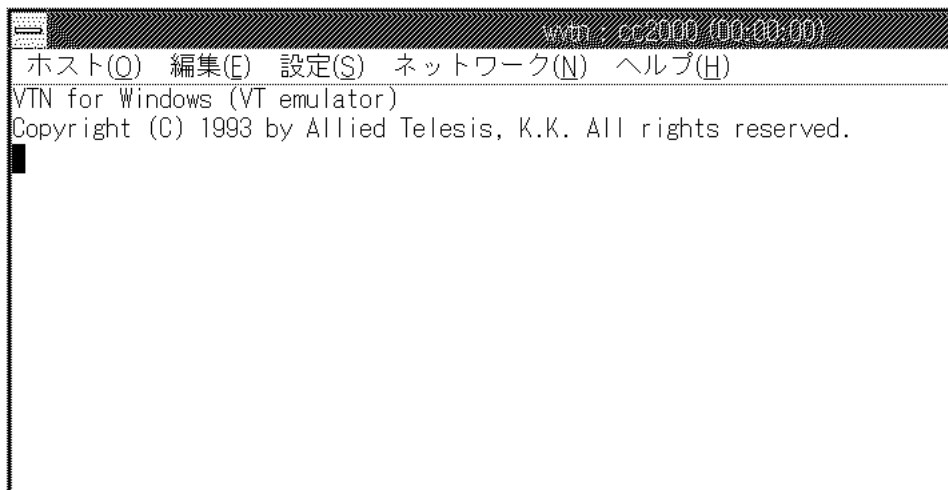 wvtn : cc2000 (00:00:00)
ホスト(O) 編集(E) 設定(S) ネットワーク(N) ヘルプ(H)
VTN for Windows (VT emulator)
Copyright (C) 1993 by Allied Telesis, K.K. All rights reserved.